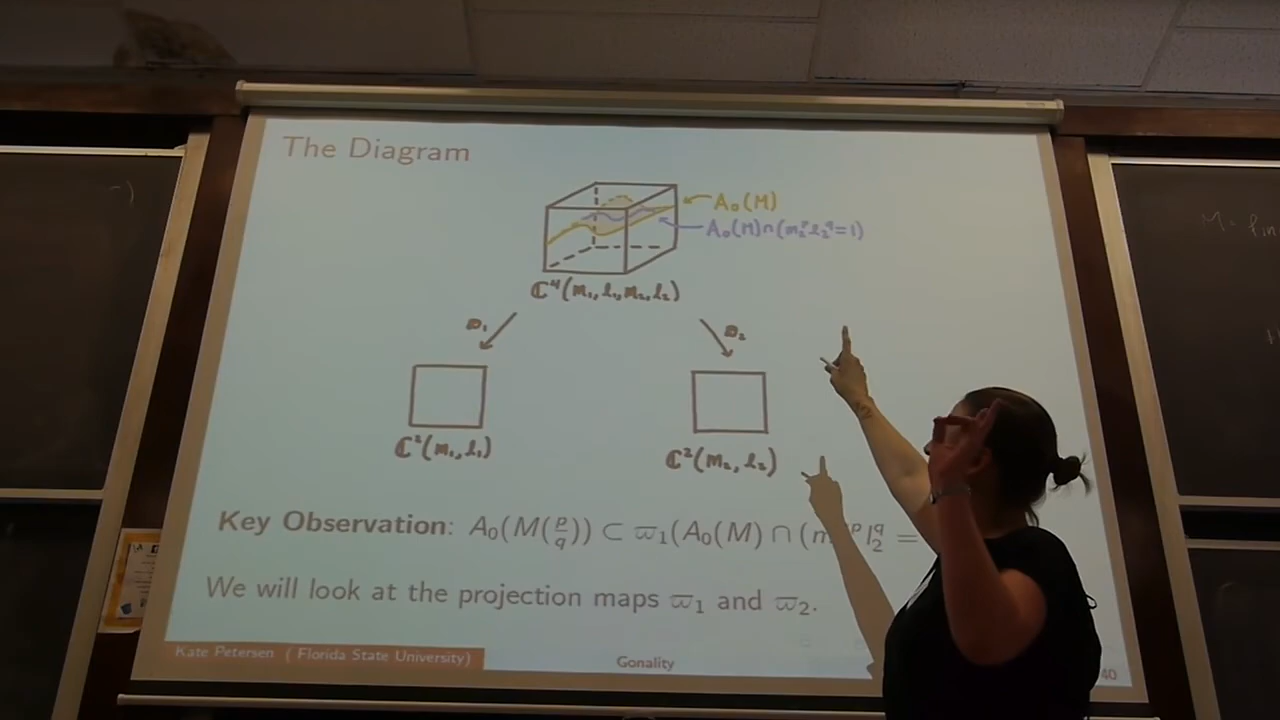 The Diagram
A₀(M)
A₀(M)∩(m₂ᵖ l₂^q=1)
ℂ⁴(m₁, l₁, m₂, l₂)
ϖ₁ ϖ₂
ℂ²(m₁, l₁) ℂ²(m₂, l₂)
Key Observation: A₀(M(p/q)) ⊂ ϖ₁(A₀(M) ∩ (m p l₂^q =
We will look at the projection maps ϖ₁ and ϖ₂.
Kate Petersen ( Florida State University) Gonality 40